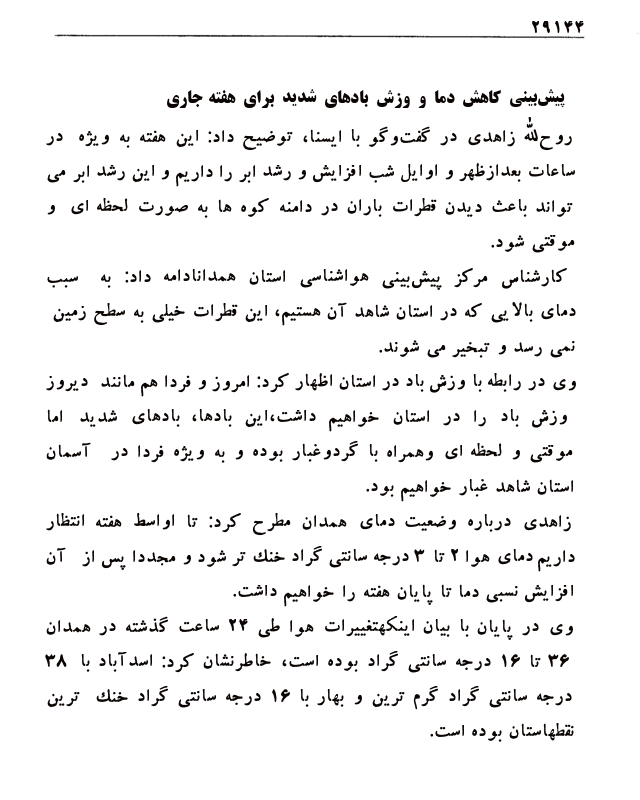 ۲۹۱۴۴
پیش‌بینی کاهش دما و وزش بادهای شدید برای هفته جاری
روح‌الله زاهدی در گفت‌وگو با ایسنا، توضیح داد: این هفته به ویژه در
ساعات بعدازظهر و اوایل شب افزایش و رشد ابر را داریم و این رشد ابر می
تواند باعث دیدن قطرات باران در دامنه کوه ها به صورت لحظه ای و
موقتی شود.
کارشناس مرکز پیش‌بینی هواشناسی استان همدانادامه داد: به سبب
دمای بالایی که در استان شاهد آن هستیم، این قطرات خیلی به سطح زمین
نمی رسد و تبخیر می شوند.
وی در رابطه با وزش باد در استان اظهار کرد: امروز و فردا هم مانند دیروز
وزش باد را در استان خواهیم داشت،این بادها، بادهای شدید اما
موقتی و لحظه ای وهمراه با گردوغبار بوده و به ویژه فردا در آسمان
استان شاهد غبار خواهیم بود.
زاهدی درباره وضعیت دمای همدان مطرح کرد: تا اواسط هفته انتظار
داریم دمای هوا ۲ تا ۳ درجه سانتی گراد خنک تر شود و مجددا پس از آن
افزایش نسبی دما تا پایان هفته را خواهیم داشت.
وی در پایان با بیان اینکهتغییرات هوا طی ۲۴ ساعت گذشته در همدان
۳۶ تا ۱۶ درجه سانتی گراد بوده است، خاطرنشان کرد: اسدآباد با ۳۸
درجه سانتی گراد گرم ترین و بهار با ۱۶ درجه سانتی گراد خنک ترین
نقطهاستان بوده است.